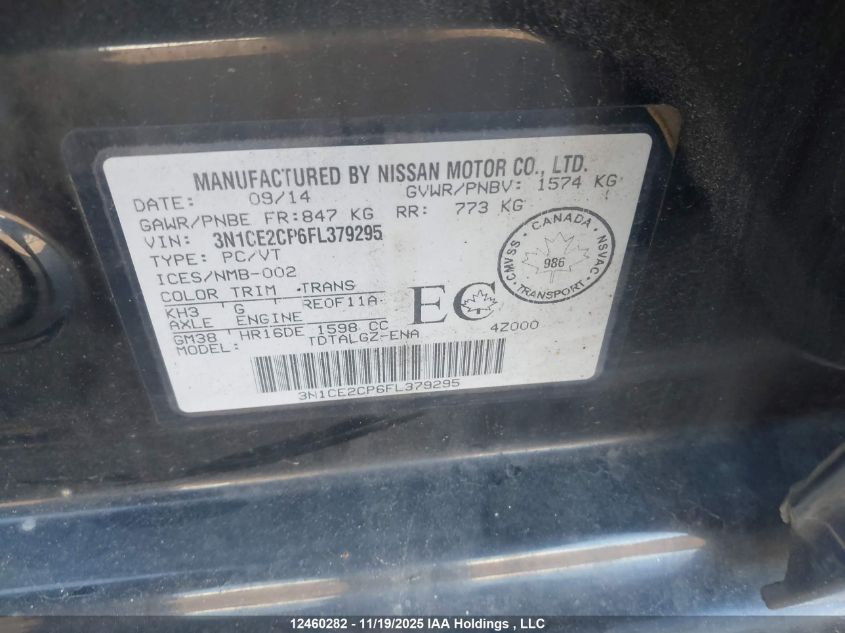 MANUFACTURED BY NISSAN MOTOR CO., LTD.
DATE: 09/14 GVWR/PNBV: 1574 KG
GAWR/PNBE FR:847 KG RR: 773 KG
VIN: 3N1CE2CP6FL379295
TYPE: PC/VT
ICES/NMB-002
COLOR TRIM TRANS
KH3 G RE0F11A
AXLE ENGINE
GM38 HR16DE 1598 CC
MODEL: TDTALGZ-ENA 4Z000
EC
CANADA
CMVSS 986 NSVAC
TRANSPORT
3N1CE2CP6FL379295
12460282 - 11/19/2025 IAA Holdings , LLC